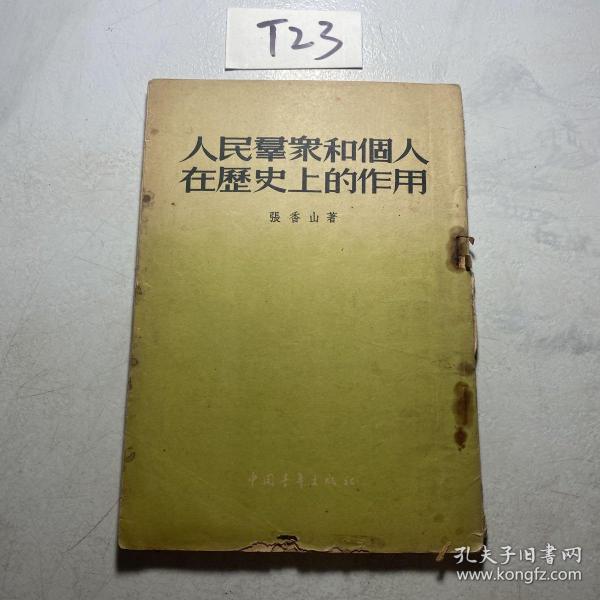 T23
人民羣衆和個人
在歷史上的作用
張香山著
中国青年出版社
孔夫子旧书网
www.kongfz.com